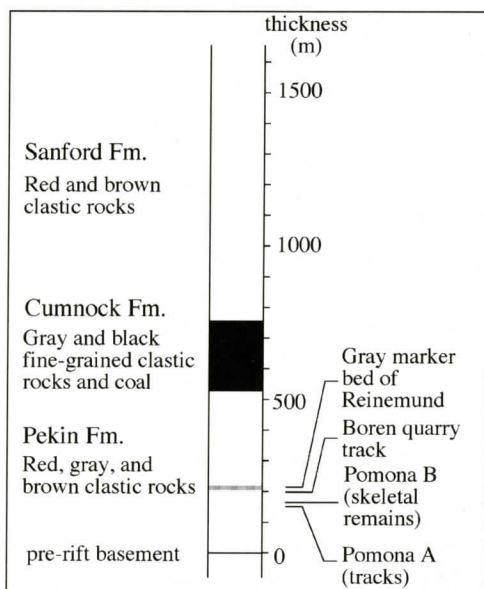 thickness
(m)
1500
Sanford Fm.
Red and brown
clastic rocks
1000
Cumnock Fm.
Gray and black
fine-grained clastic
rocks and coal
500
Gray marker
bed of
Reinemund
Boren quarry
track
Pekin Fm.
Red, gray, and
brown clastic rocks
Pomona B
(skeletal
remains)
pre-rift basement
0
Pomona A
(tracks)